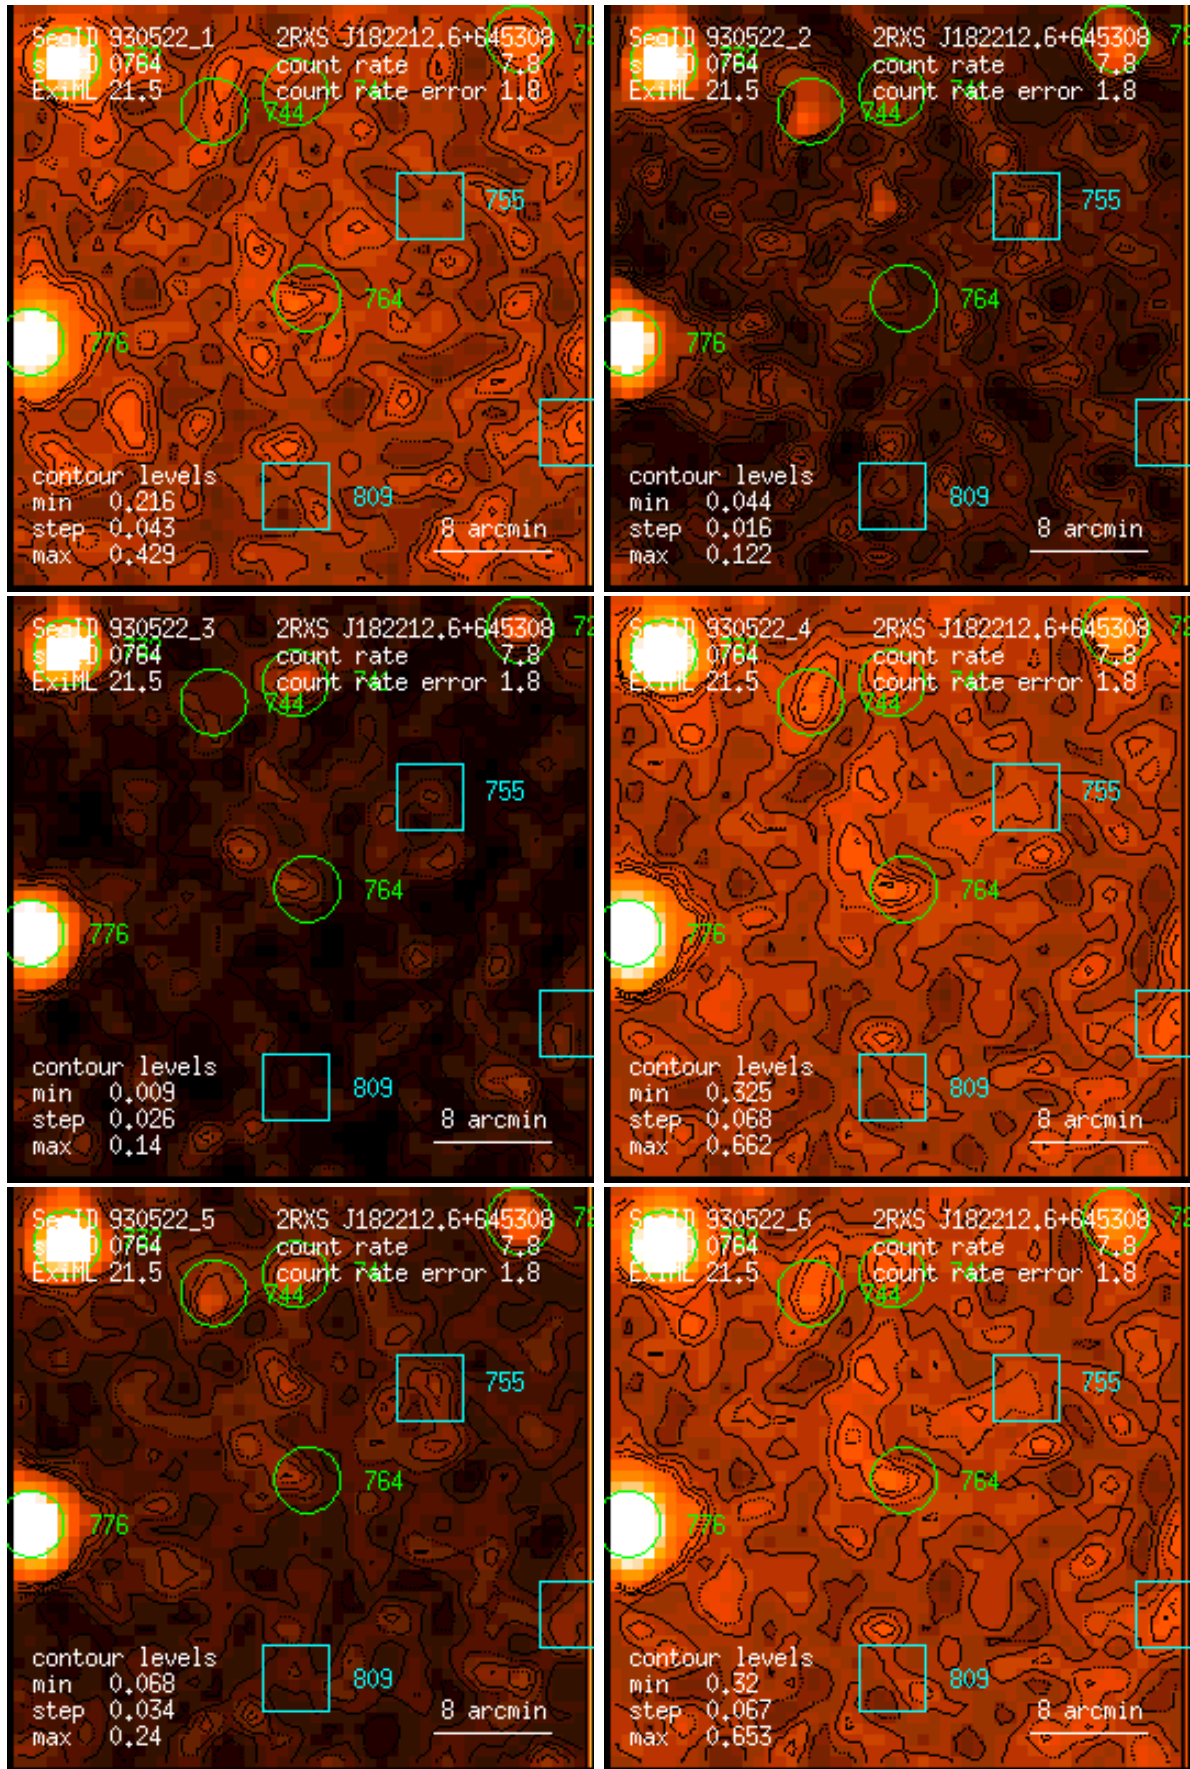 SeqID 930522_1 2RXS J182212.6+645308
0764 count rate 7.8
ExiML 21.5 count rate error 1.8
744
755
764
776
contour levels
min 0.216
step 0.043
max 0.429
809
8 arcmin
SeqID 930522_2 2RXS J182212.6+645308
0764 count rate 7.8
ExiML 21.5 count rate error 1.8
744
755
764
776
contour levels
min 0.044
step 0.016
max 0.122
809
8 arcmin
SeqID 930522_3 2RXS J182212.6+645308
0764 count rate 7.8
ExiML 21.5 count rate error 1.8
744
755
764
776
contour levels
min 0.009
step 0.026
max 0.14
809
8 arcmin
SeqID 930522_4 2RXS J182212.6+645308
0764 count rate 7.8
ExiML 21.5 count rate error 1.8
744
755
764
776
contour levels
min 0.325
step 0.068
max 0.662
809
8 arcmin
SeqID 930522_5 2RXS J182212.6+645308
0764 count rate 7.8
ExiML 21.5 count rate error 1.8
744
755
764
776
contour levels
min 0.068
step 0.034
max 0.24
809
8 arcmin
SeqID 930522_6 2RXS J182212.6+645308
0764 count rate 7.8
ExiML 21.5 count rate error 1.8
744
755
764
776
contour levels
min 0.32
step 0.067
max 0.653
809
8 arcmin